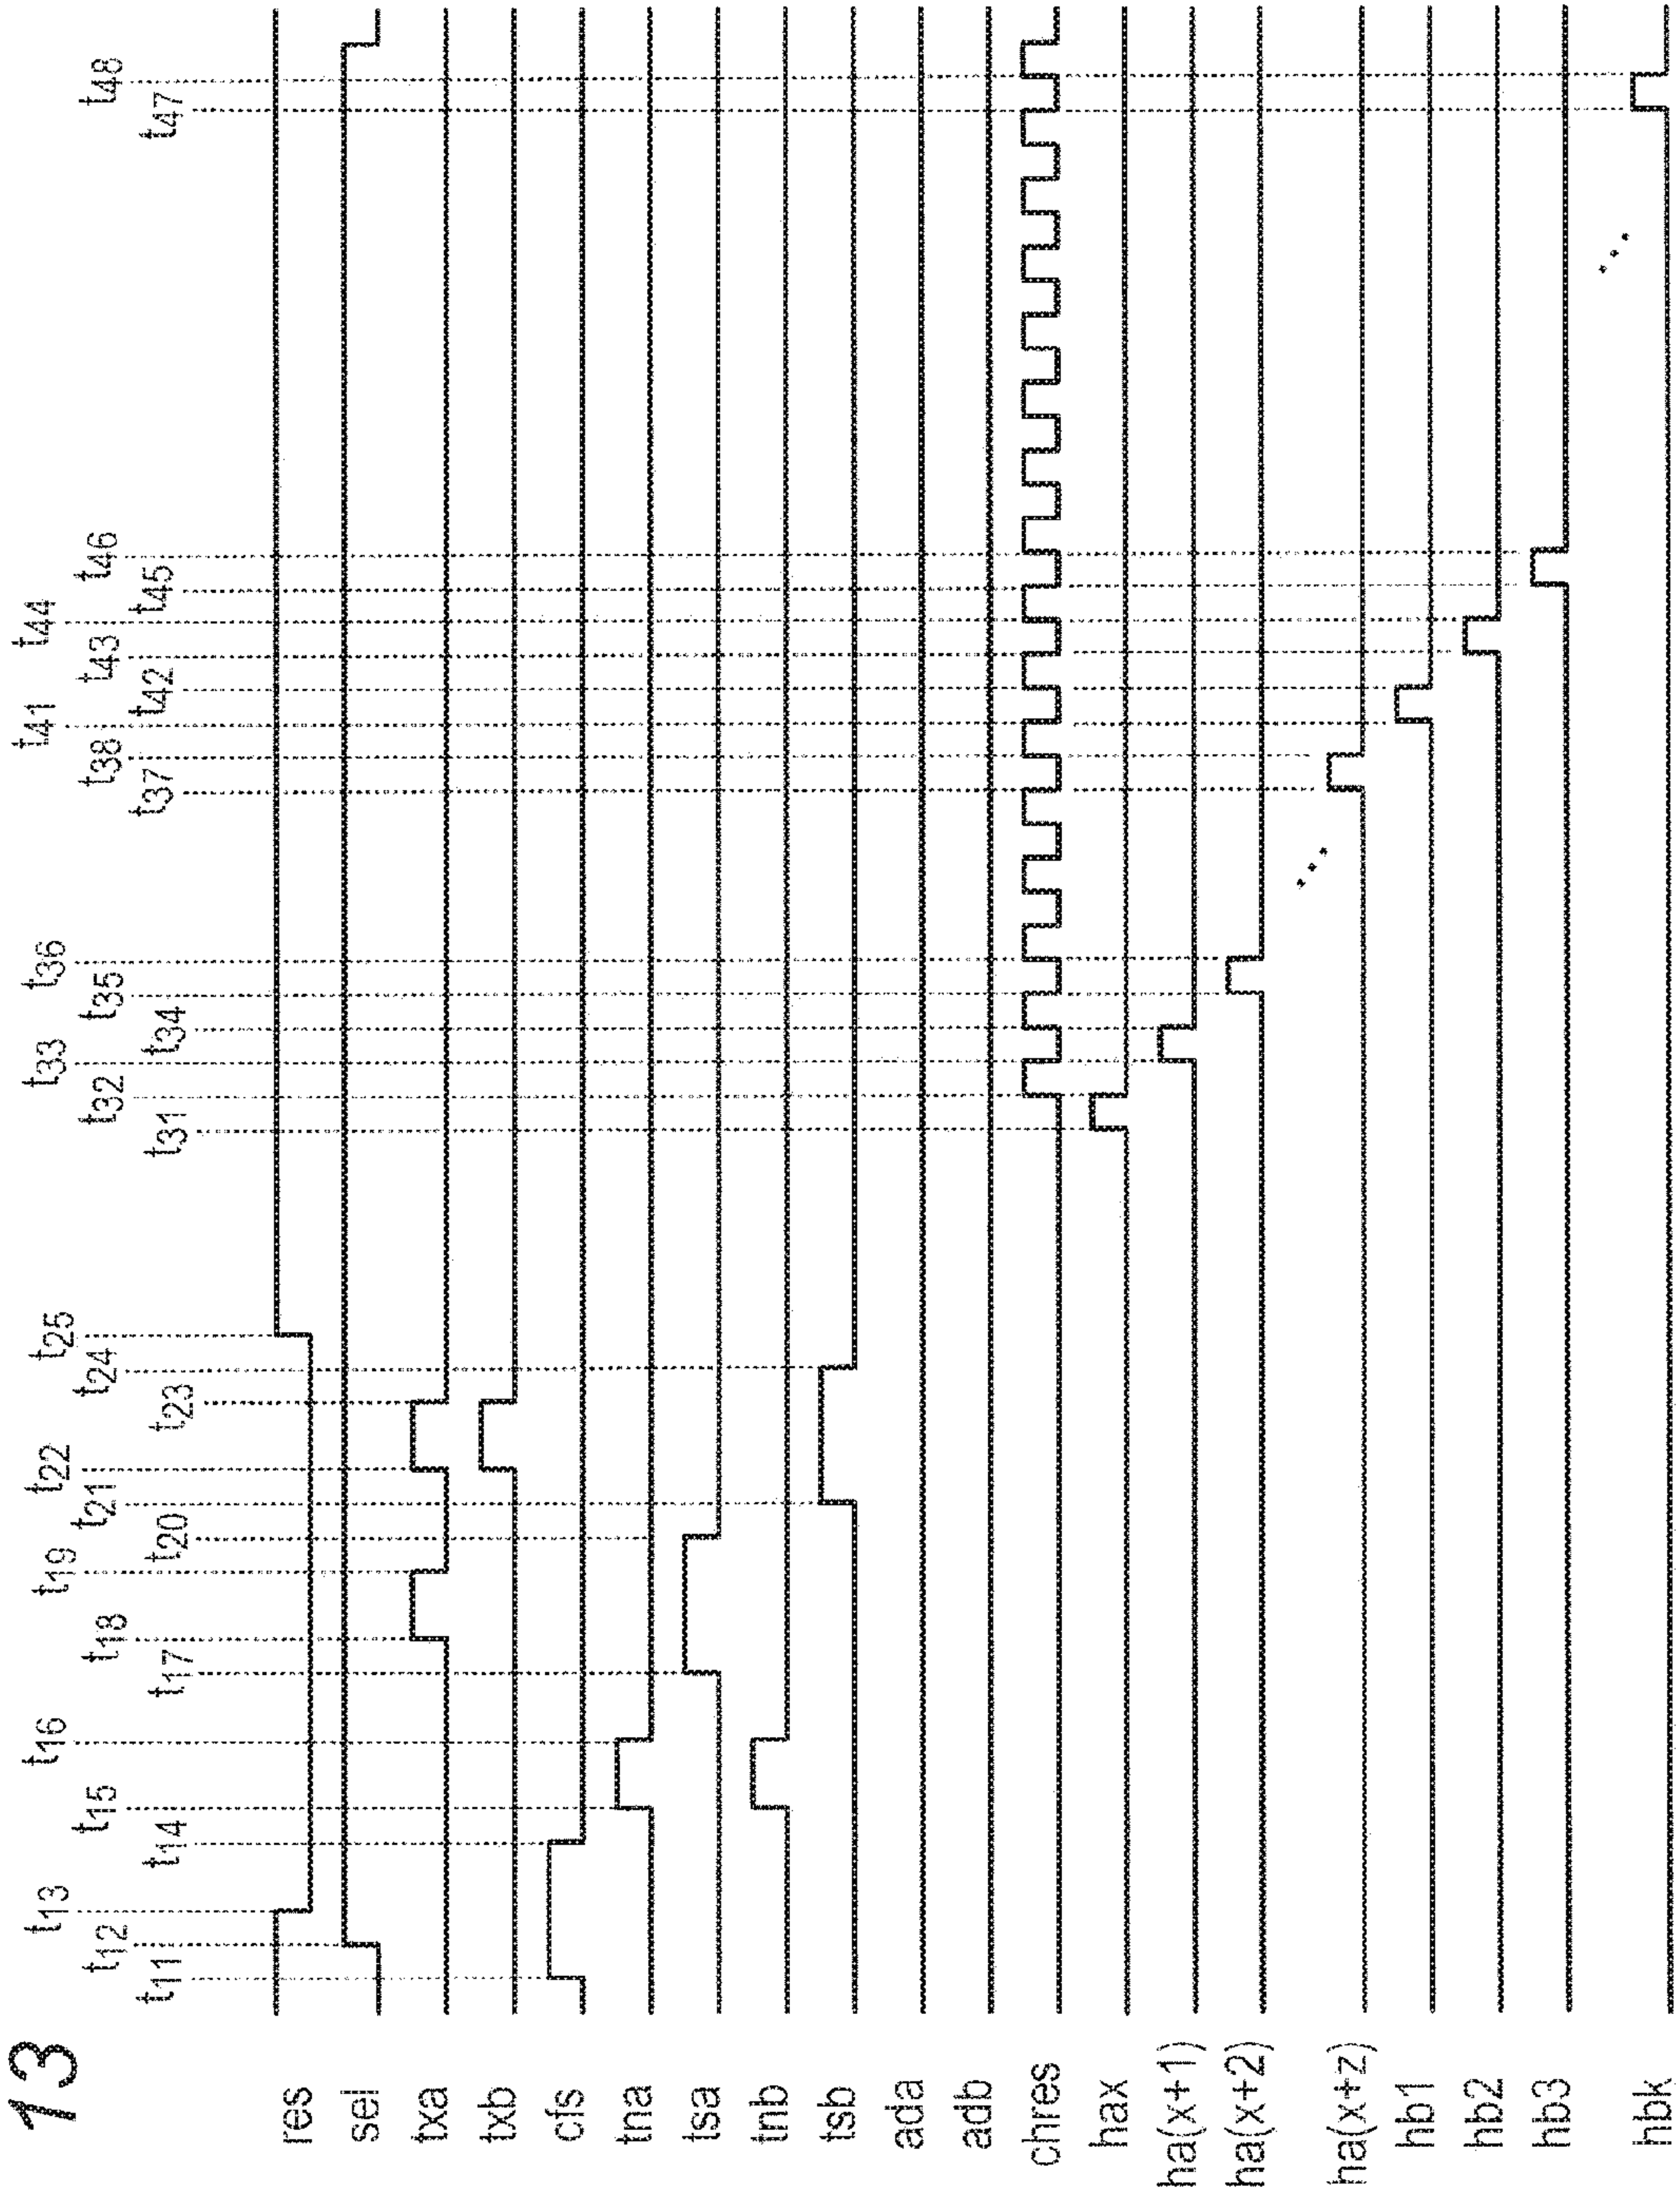 13
t11
t12
t13
t14
t15
t16
t17
t18
t19
t20
t21
t22
t23
t24
t25
t31
t32
t33
t34
t35
t36
t37
t38
t41
t42
t43
t44
t45
t46
t47
t48
res
sel
txa
txb
cfs
tna
tsa
tnb
tsb
ada
adb
chres
hax
ha(x+1)
ha(x+2)
ha(x+z)
hb1
hb2
hb3
hbk